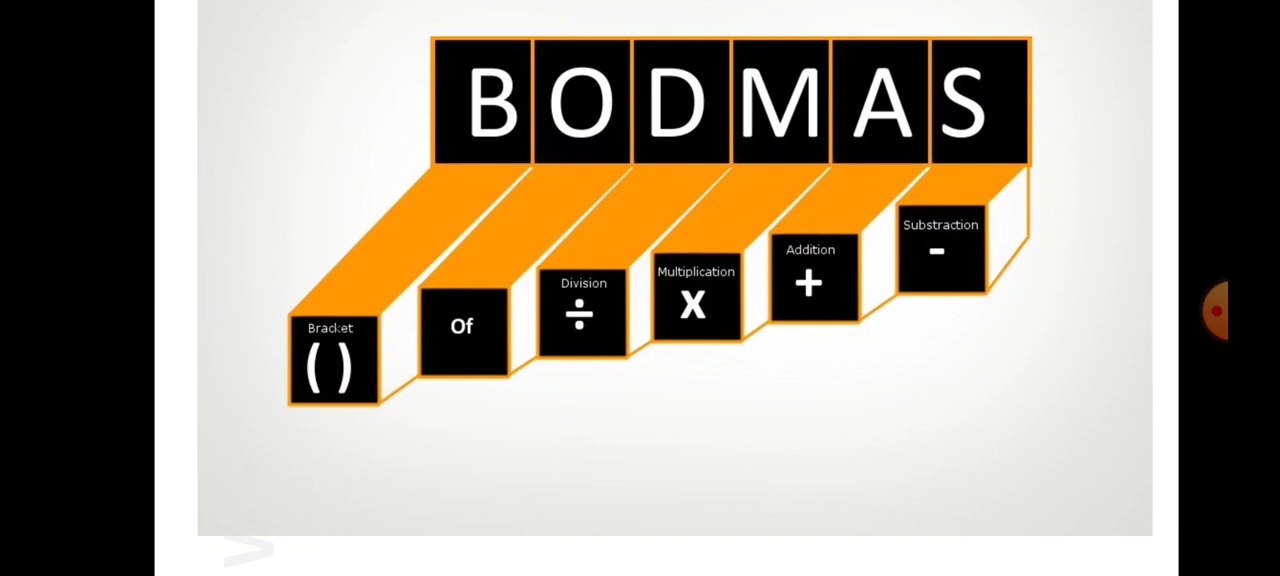 BODMAS
Bracket
( )
Of
Division
÷
Multiplication
x
Addition
+
Substraction
-